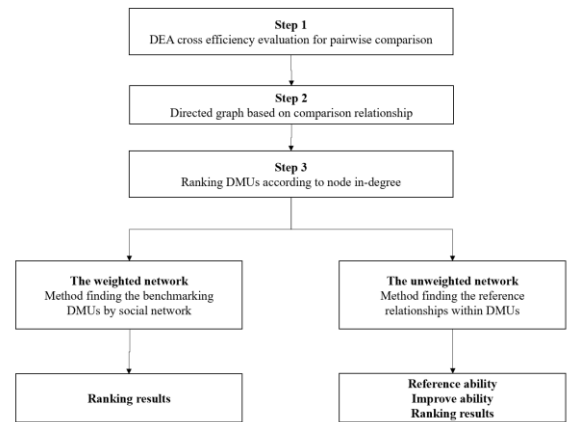 Step 1
DEA cross efficiency evaluation for pairwise comparison
Step 2
Directed graph based on comparison relationship
Step 3
Ranking DMUs according to node in-degree
The weighted network
Method finding the benchmarking
DMUs by social network
The unweighted network
Method finding the reference
relationships within DMUs
Ranking results
Reference ability
Improve ability
Ranking results